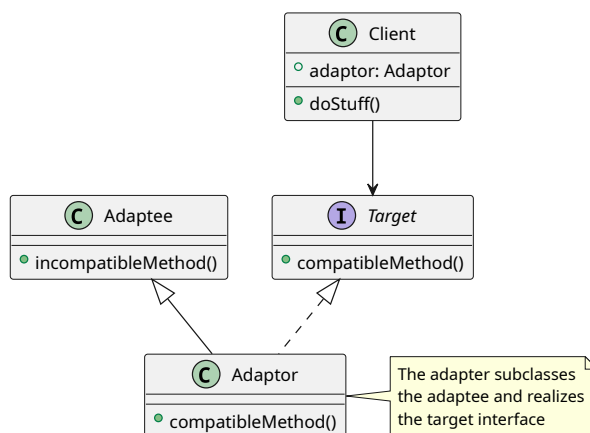 C Client
adaptor: Adaptor
doStuff()
C Adaptee
incompatibleMethod()
I Target
compatibleMethod()
C Adaptor
compatibleMethod()
The adapter subclasses
the adaptee and realizes
the target interface